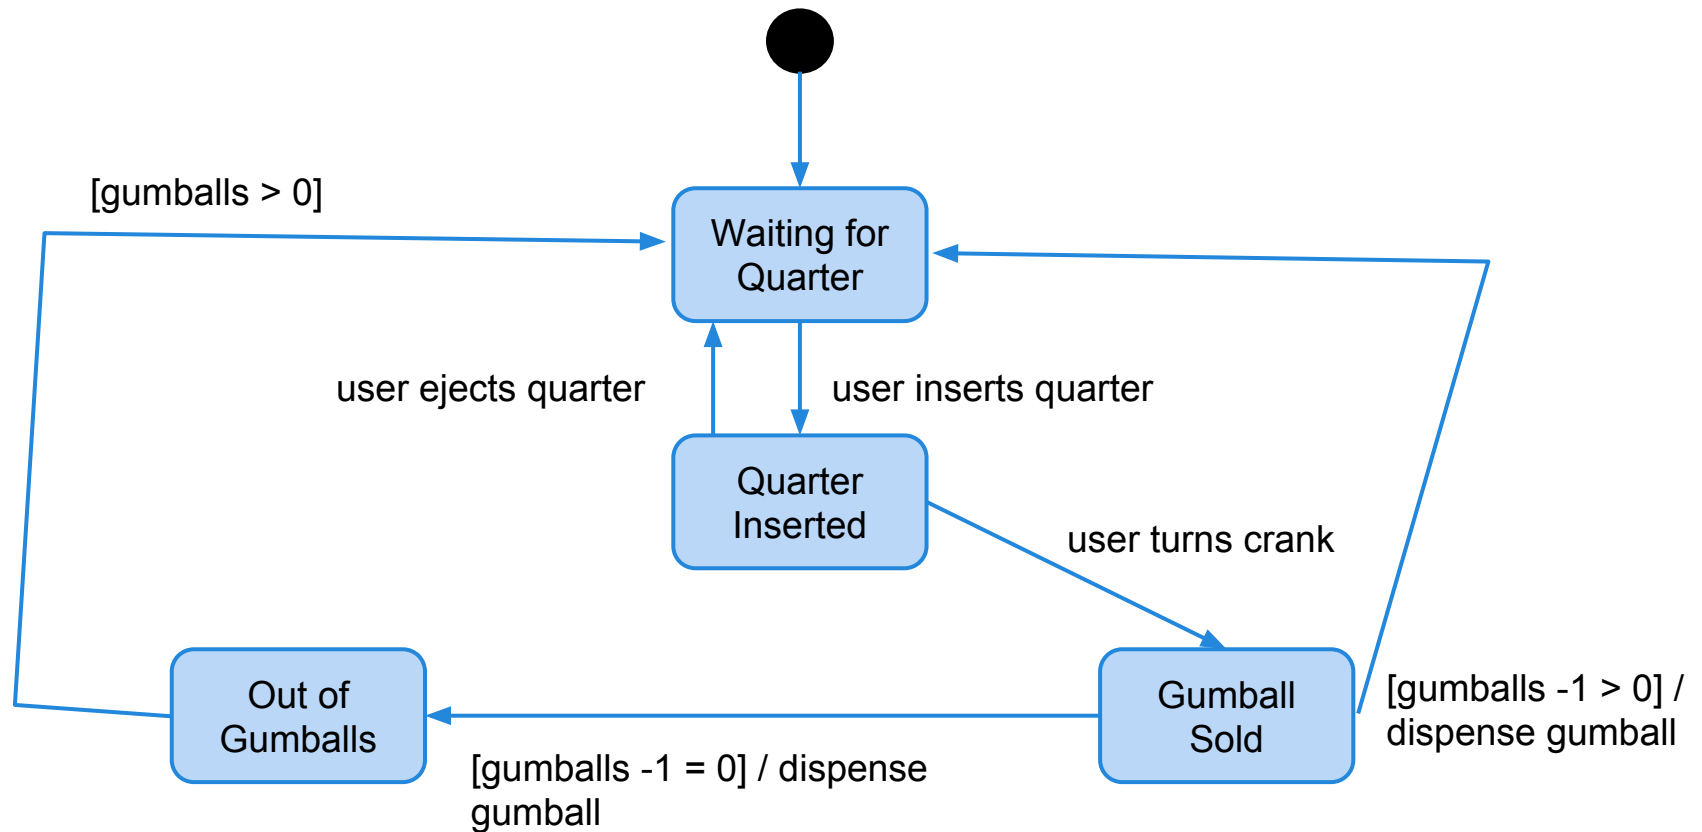 [gumballs > 0]
Waiting for
Quarter
user ejects quarter
user inserts quarter
Quarter
Inserted
user turns crank
Out of
Gumballs
Gumball
Sold
[gumballs -1 > 0] /
dispense gumball
[gumballs -1 = 0] / dispense
gumball